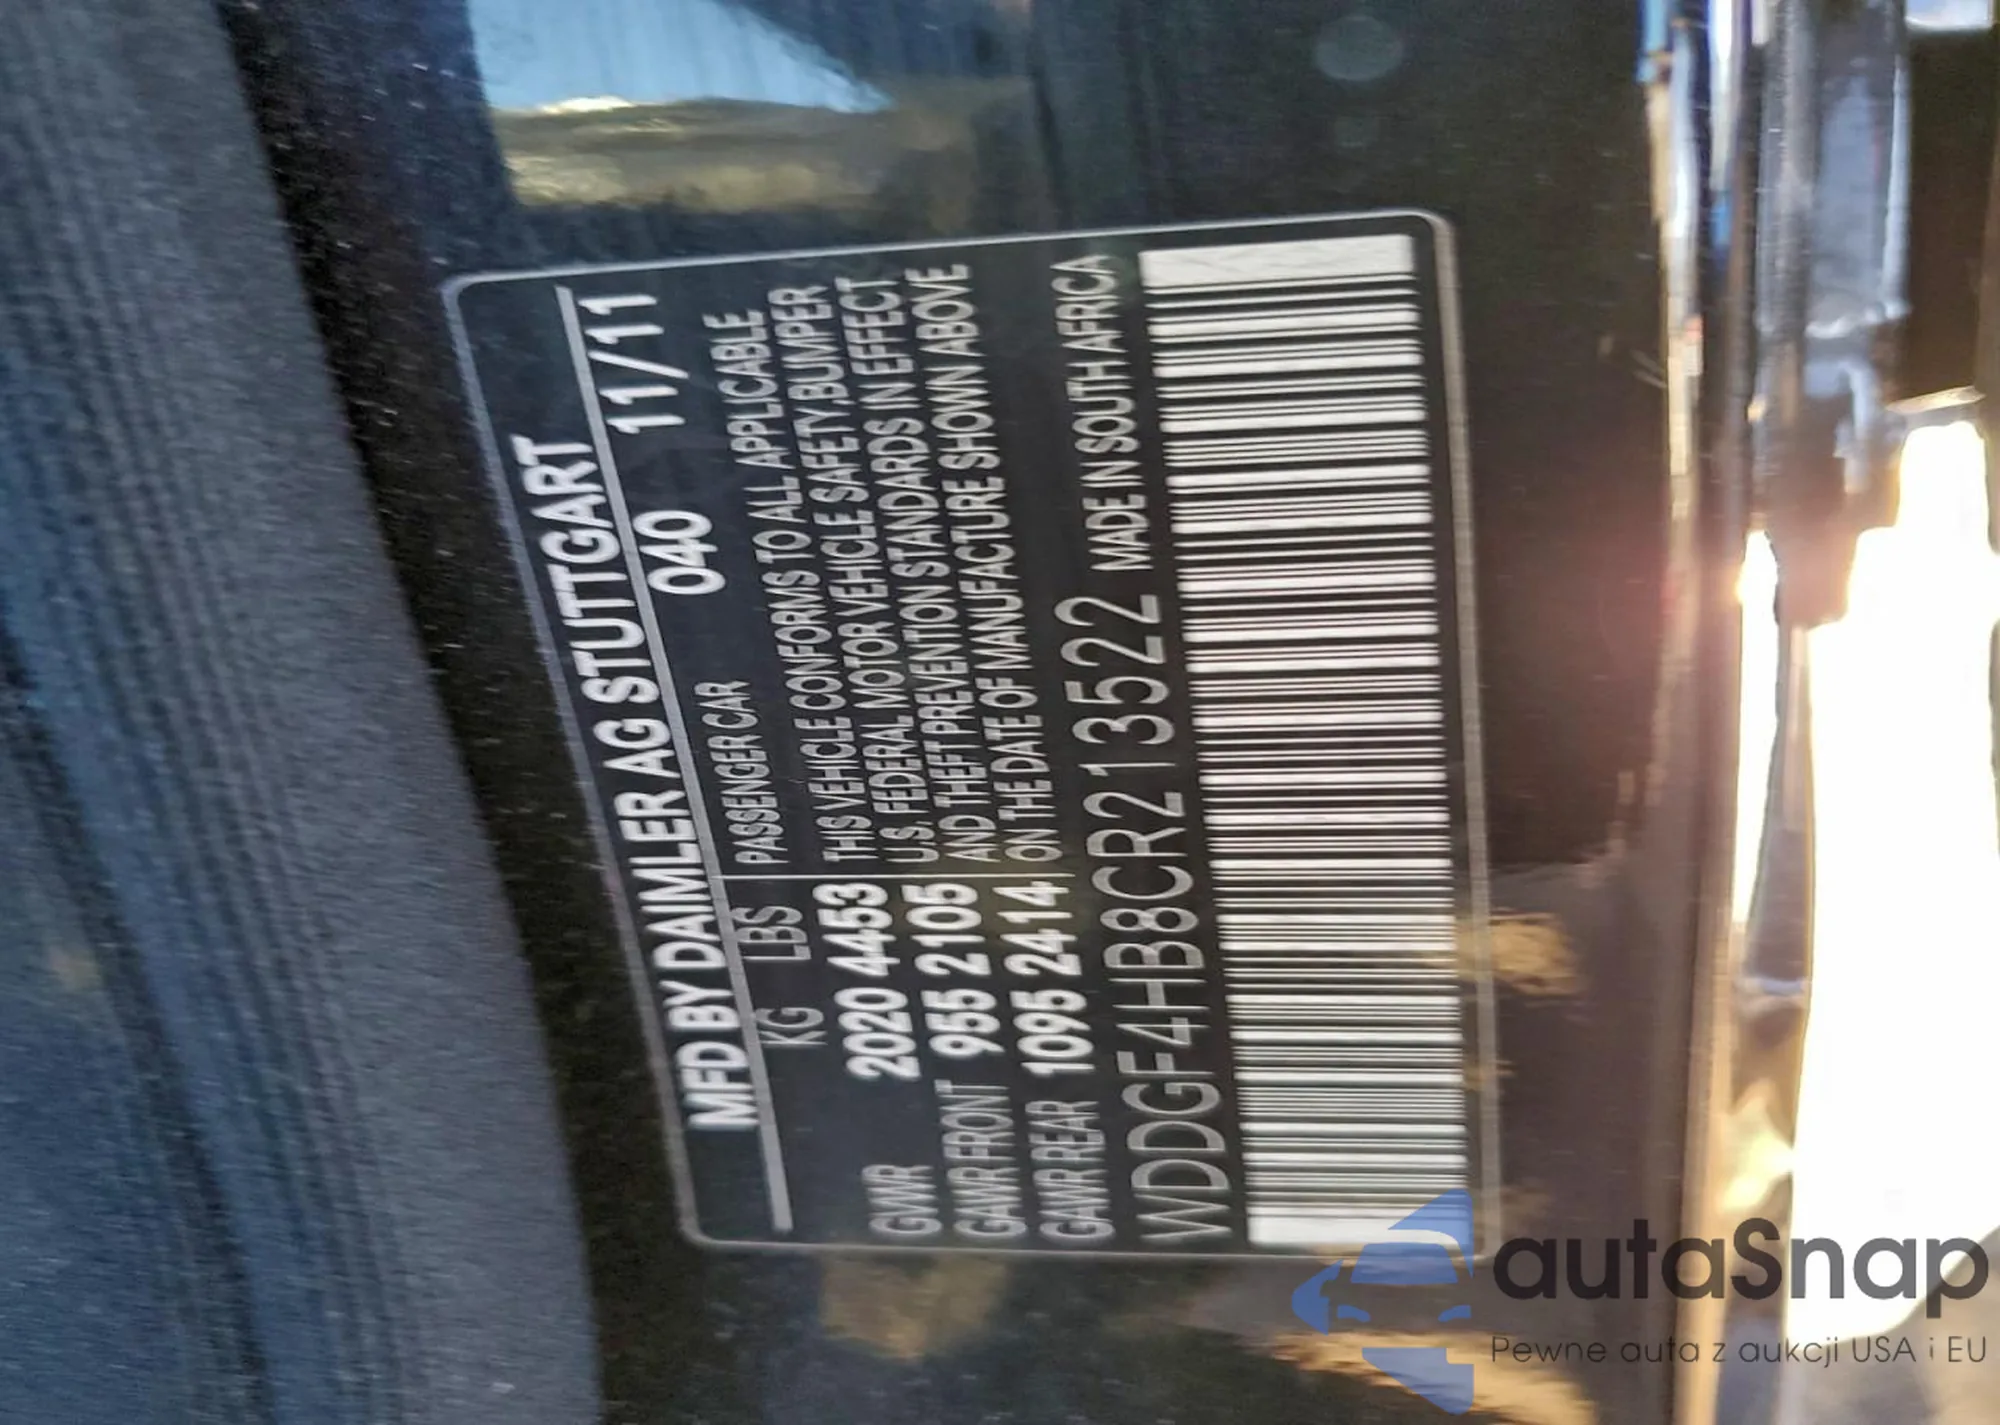 MFD BY DAIMLER AG STUTTGART
KG LBS PASSENGER CAR 040 11/11
GVWR 2020 4453 THIS VEHICLE CONFORMS TO ALL APPLICABLE
GAWR FRONT 955 2105 U.S. FEDERAL MOTOR VEHICLE SAFETY, BUMPER
GAWR REAR 1095 2414 AND THEFT PREVENTION STANDARDS IN EFFECT
ON THE DATE OF MANUFACTURE SHOWN ABOVE
WDDGF4HB8CR213522 MADE IN SOUTH AFRICA
autaSnap
Pewne auta z aukcji USA i EU